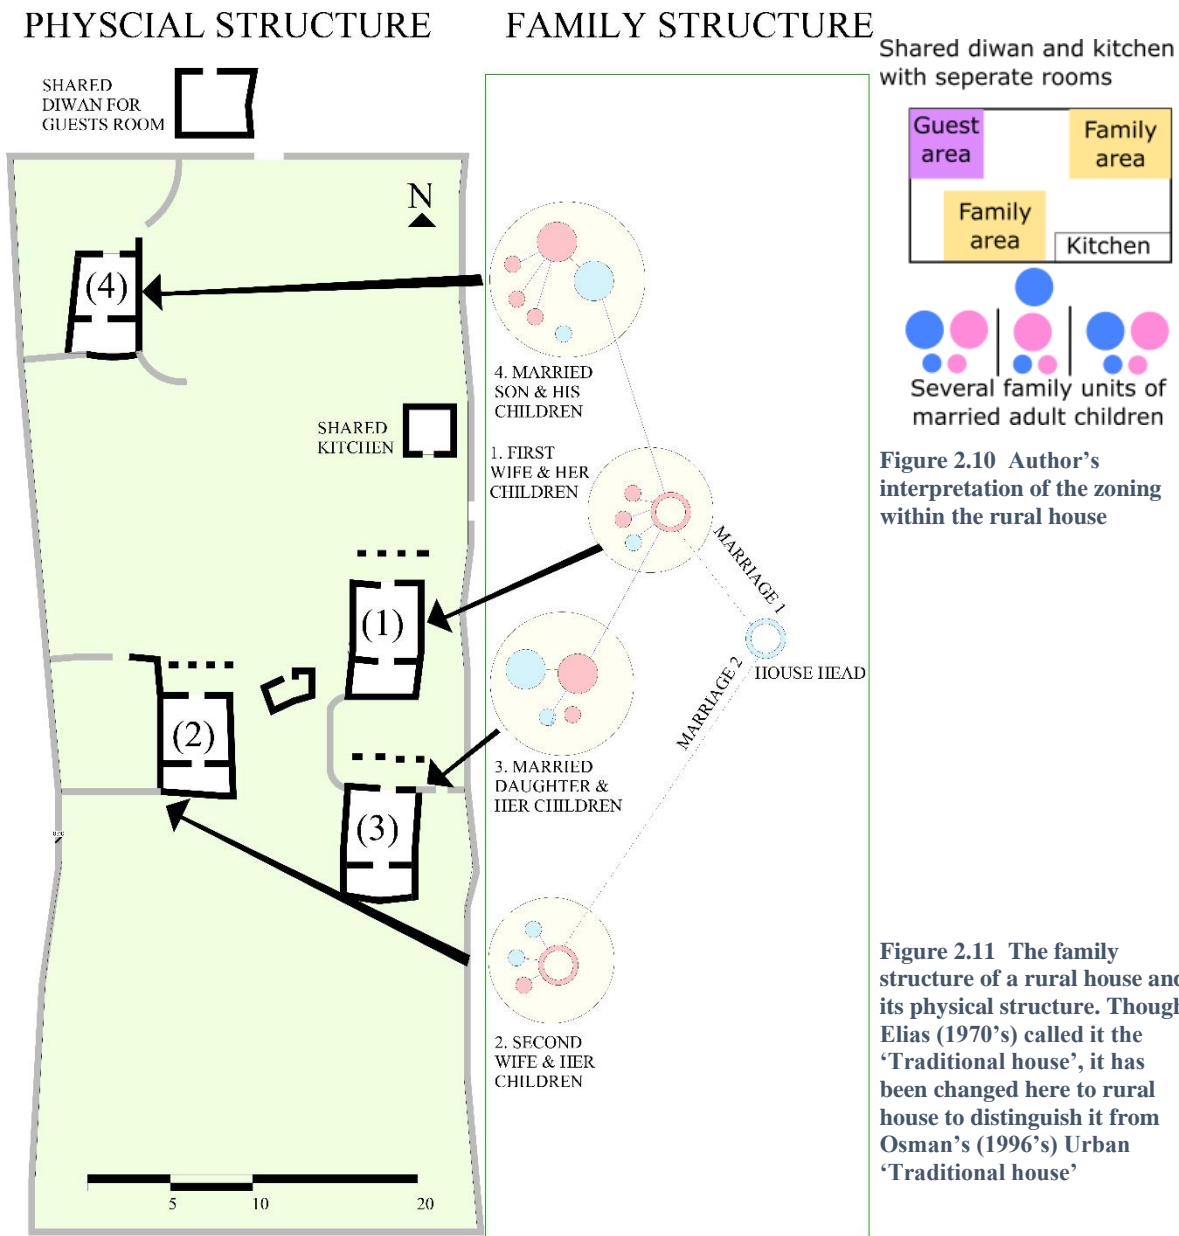 PHYSCIAL STRUCTURE
FAMILY STRUCTURE
SHARED
DIWAN FOR
GUESTS ROOM
N
(4)
SHARED
KITCHEN
(1)
(2)
(3)
5
10
20
4. MARRIED
SON & HIS
CHILDREN
1. FIRST
WIFE & HER
CHILDREN
MARRIAGE 1
HOUSE HEAD
MARRIAGE 2
3. MARRIED
DAUGHTER &
HER CHILDREN
2. SECOND
WIFE & HER
CHILDREN
Shared diwan and kitchen
with seperate rooms
Guest
area
Family
area
Family
area
Kitchen
Several family units of
married adult children
Figure 2.10 Author’s
interpretation of the zoning
within the rural house
Figure 2.11 The family
structure of a rural house and
its physical structure. Though
Elias (1970’s) called it the
‘Traditional house’, it has
been changed here to rural
house to distinguish it from
Osman’s (1996’s) Urban
‘Traditional house’